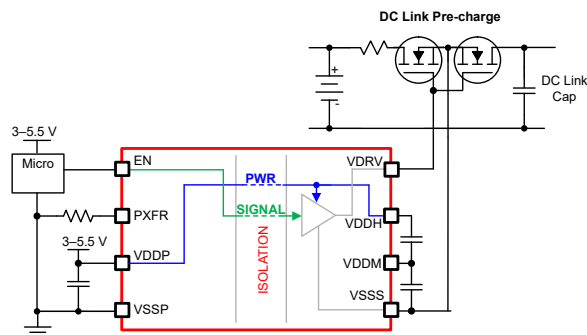 DC Link Pre-charge
+
-
DC Link
Cap
3–5.5 V
Micro
EN
VDRV
PWR
PXFR
SIGNAL
VDDH
3–5.5 V
ISOLATION
VDDP
VDDM
VSSS
VSSP